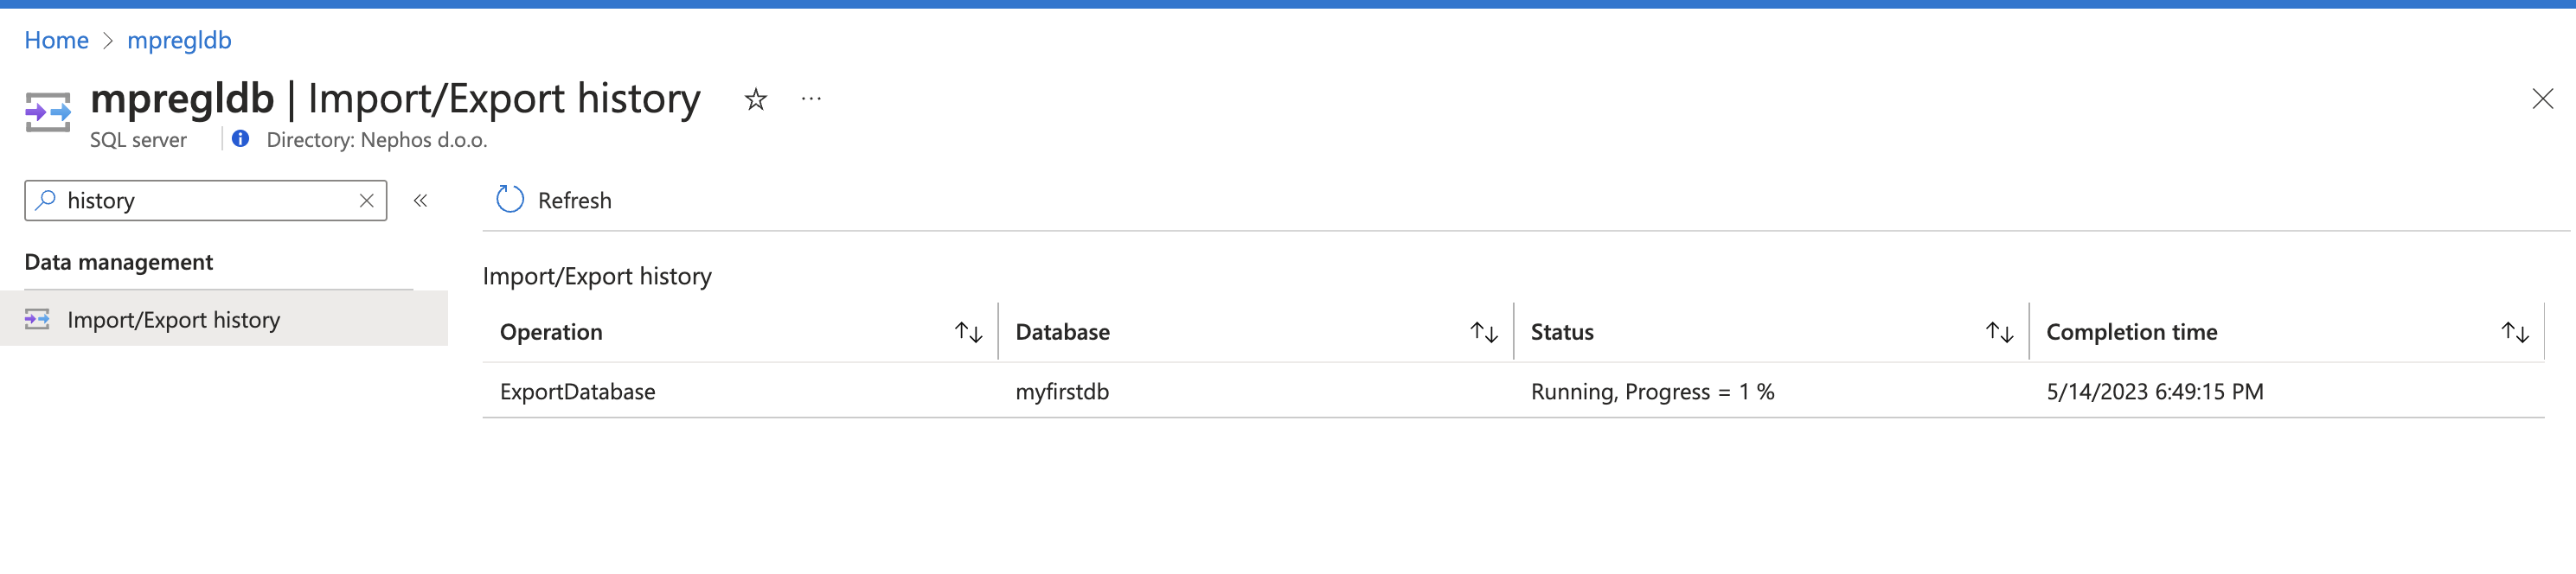 Home > mpregldb
mpregldb | Import/Export history
SQL server
Directory: Nephos d.o.o.
history
Refresh
Data management
Import/Export history
Import/Export history
Operation Database Status Completion time
ExportDatabase myfirstdb Running, Progress = 1 % 5/14/2023 6:49:15 PM